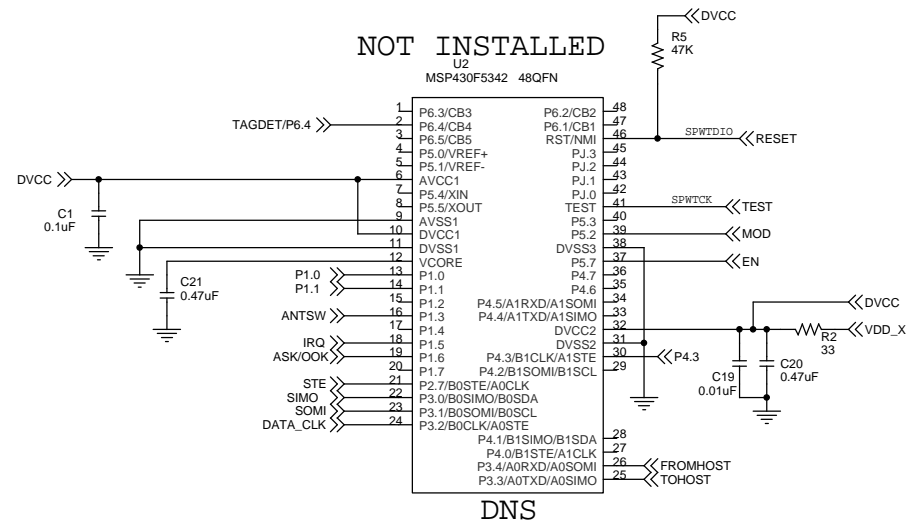 NOT INSTALLED
U2
MSP430F5342 48QFN
DVCC
R5
47K
TAGDET/P6.4
DVCC
C1
0.1uF
C21
0.47uF
P1.0
P1.1
ANTSW
IRQ
ASK/OOK
STE
SIMO
SOMI
DATA_CLK
1 P6.3/CB3
2 P6.4/CB4
3 P6.5/CB5
4 P5.0/VREF+
5 P5.1/VREF-
6 AVCC1
7 P5.4/XIN
8 P5.5/XOUT
9 AVSS1
10 DVCC1
11 DVSS1
12 VCORE
13 P1.0
14 P1.1
15 P1.2
16 P1.3
17 P1.4
18 P1.5
19 P1.6
20 P1.7
21 P2.7/B0STE/A0CLK
22 P3.0/B0SIMO/B0SDA
23 P3.1/B0SOMI/B0SCL
24 P3.2/B0CLK/A0STE
P6.2/CB2 48
P6.1/CB1 47
RST/NMI 46
PJ.3 45
PJ.2 44
PJ.1 43
PJ.0 42
TEST 41
P5.3 40
P5.2 39
DVSS3 38
P5.7 37
P4.7 36
P4.6 35
P4.5/A1RXD/A1SOMI 34
P4.4/A1TXD/A1SIMO 33
DVCC2 32
DVSS2 31
P4.3/B1CLK/A1STE 30
P4.2/B1SOMI/B1SCL 29
P4.1/B1SIMO/B1SDA 28
P4.0/B1STE/A1CLK 27
P3.4/A0RXD/A0SOMI 26
P3.3/A0TXD/A0SIMO 25
SPWTDIO
RESET
SPWTCK
TEST
MOD
EN
DVCC
VDD_X
R2
33
P4.3
C19
0.01uF
C20
0.47uF
FROMHOST
TOHOST
DNS